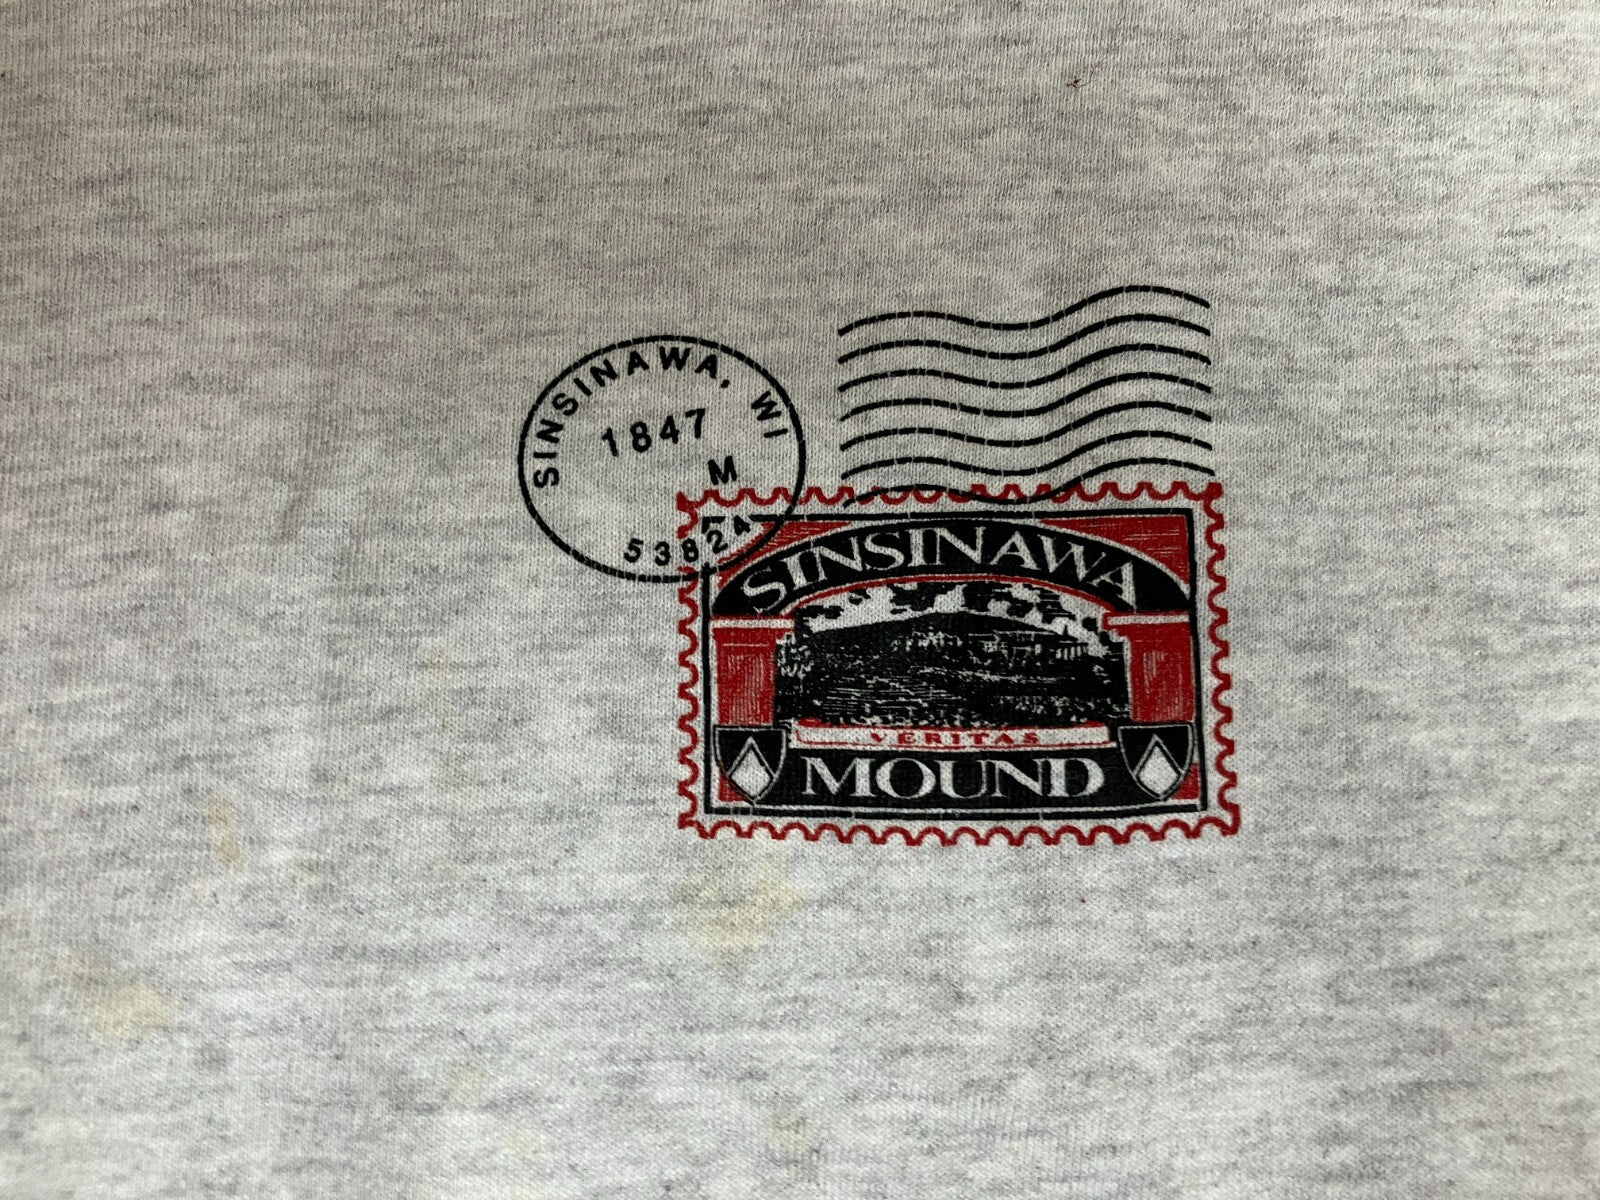 SINSINAWA, WI
1847
M
53824
SINSINAWA
VERITAS
MOUND